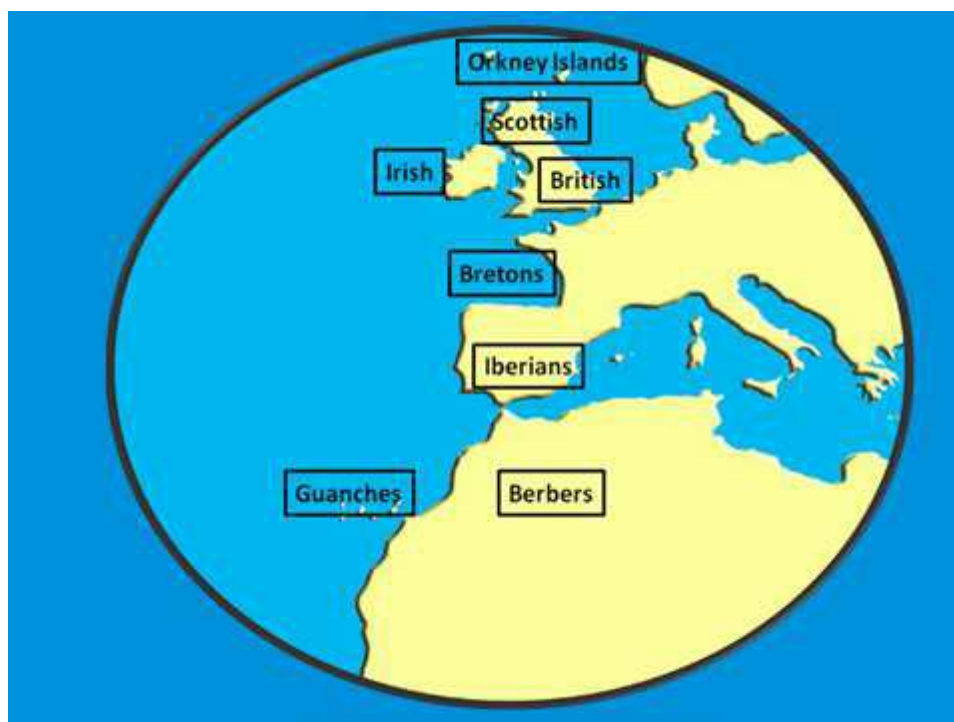 Orkney Islands
Scottish
Irish
British
Bretons
Iberians
Guanches
Berbers